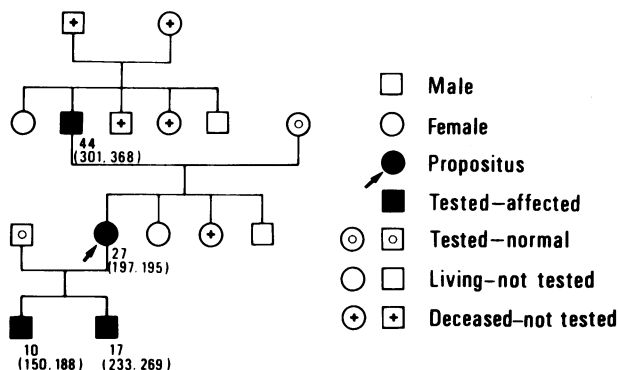 44
(301, 368)
27
(197, 195)
10
(150, 188)
17
(233, 269)
Male
Female
Propositus
Tested–affected
Tested–normal
Living–not tested
Deceased–not tested